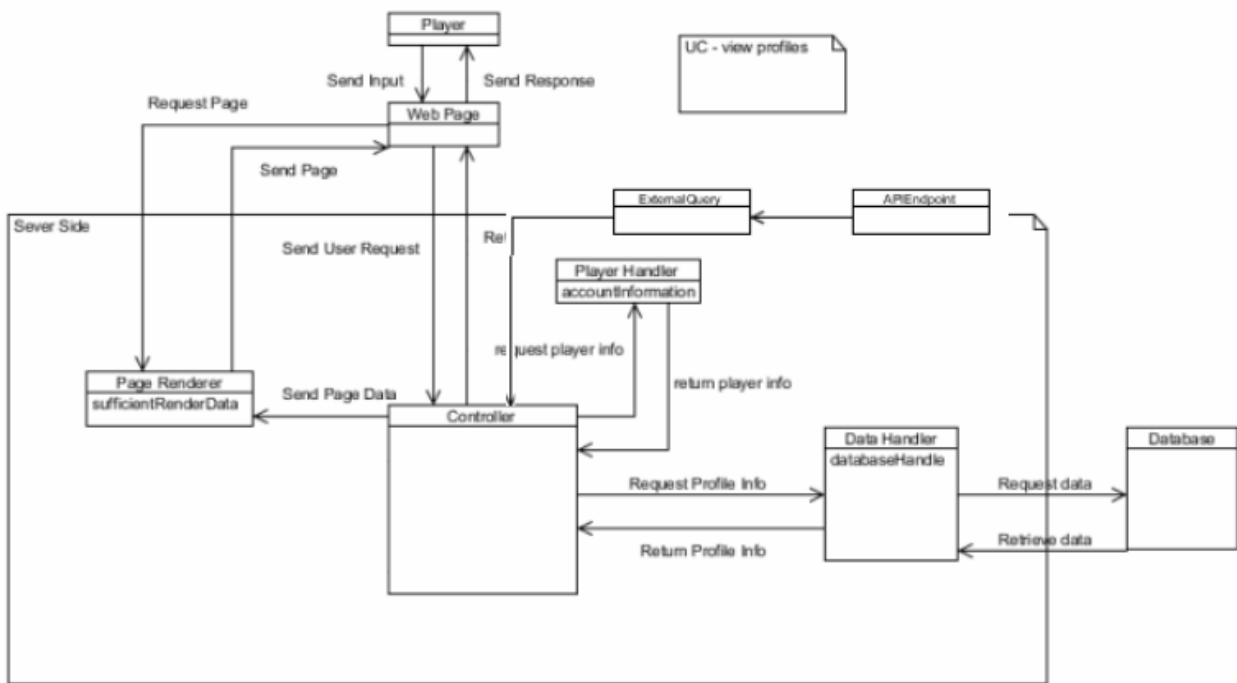 Player
UC - view profiles
Send Input
Send Response
Request Page
Web Page
Send Page
ExternalQuery
APIEndpoint
Sever Side
Send User Request
Player Handler
accountInformation
request player info
return player info
Page Renderer
sufficientRenderData
Send Page Data
Controller
Data Handler
databaseHandle
Database
Request Profile Info
Request data
Return Profile Info
Retrieve data